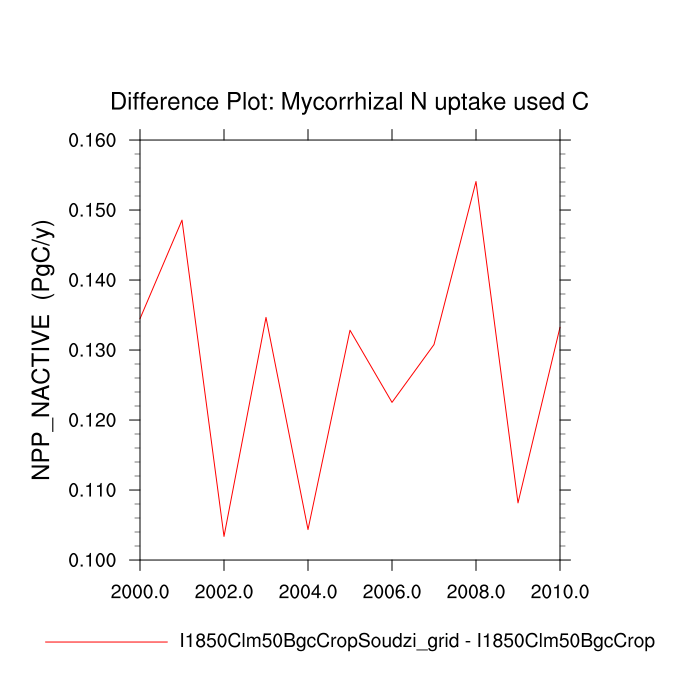 Difference Plot: Mycorrhizal N uptake used C
0.160
0.150
0.140
0.130
0.120
0.110
0.100
NPP_NACTIVE (PgC/y)
2000.0 2002.0 2004.0 2006.0 2008.0 2010.0
I1850Clm50BgcCropSoudzi_grid - I1850Clm50BgcCrop